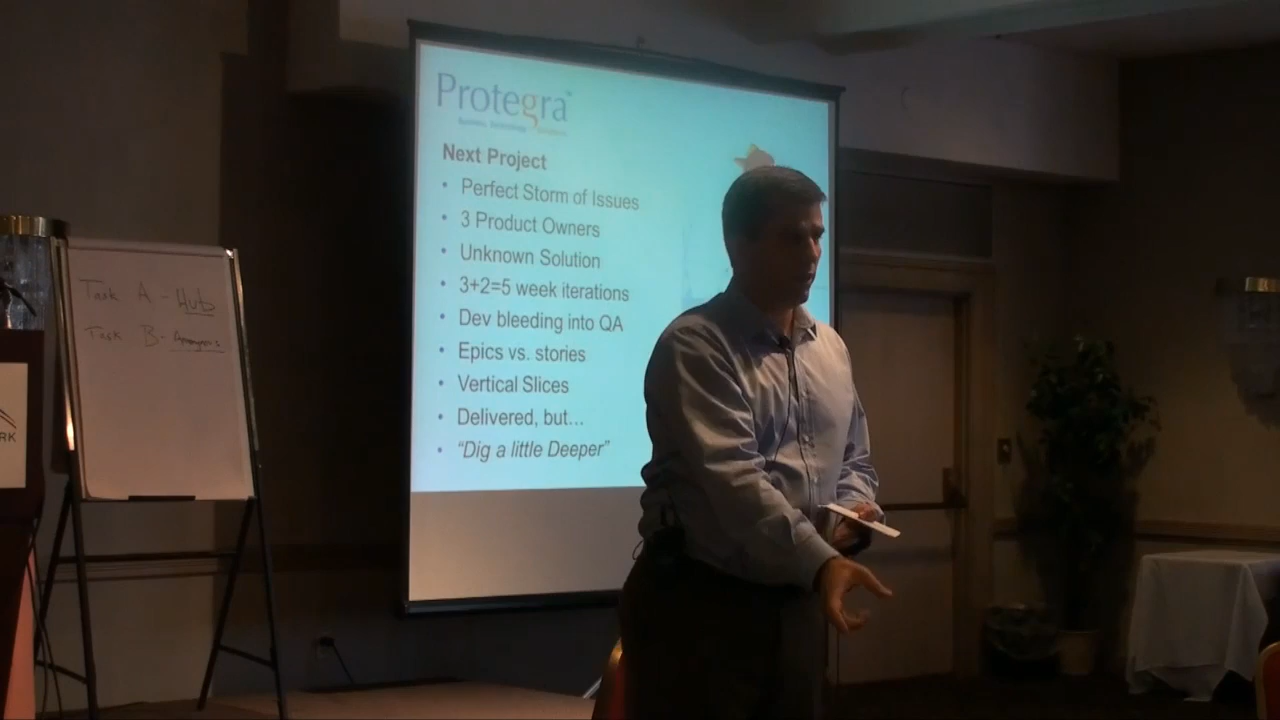 Protegra
Next Project
• Perfect Storm of Issues
• 3 Product Owners
• Unknown Solution
• 3+2=5 week iterations
• Dev bleeding into QA
• Epics vs. stories
• Vertical Slices
• Delivered, but…
• “Dig a little Deeper”
Task A - Hub
Task B -
RK